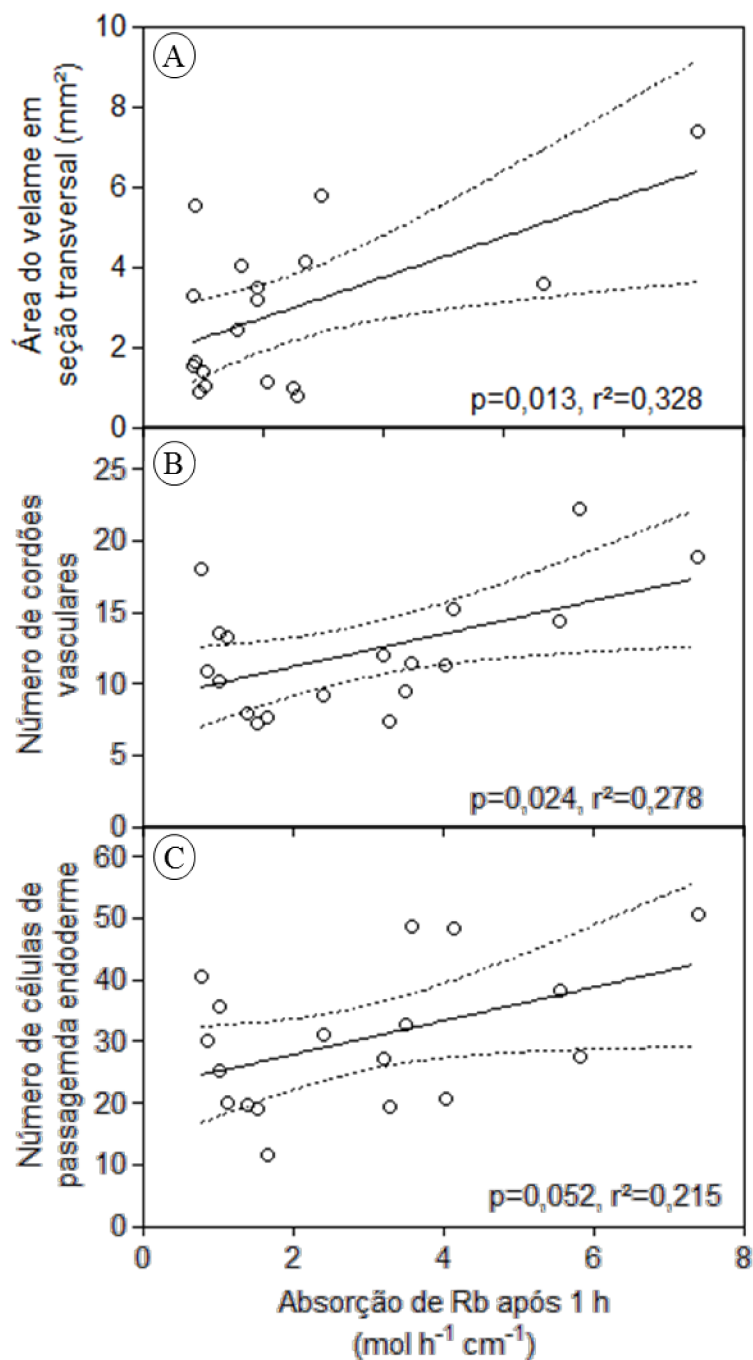 A
10
8
6
4
2
0
Área do velame em
seção transversal (mm²)
p=0,013, r²=0,328
B
25
20
15
10
5
0
Número de cordões
vasculares
p=0,024, r²=0,278
C
60
50
40
30
20
10
0
Número de células de
passagemda endoderme
p=0,052, r²=0,215
0 2 4 6 8
Absorção de Rb após 1 h
(mol h⁻¹ cm⁻¹)